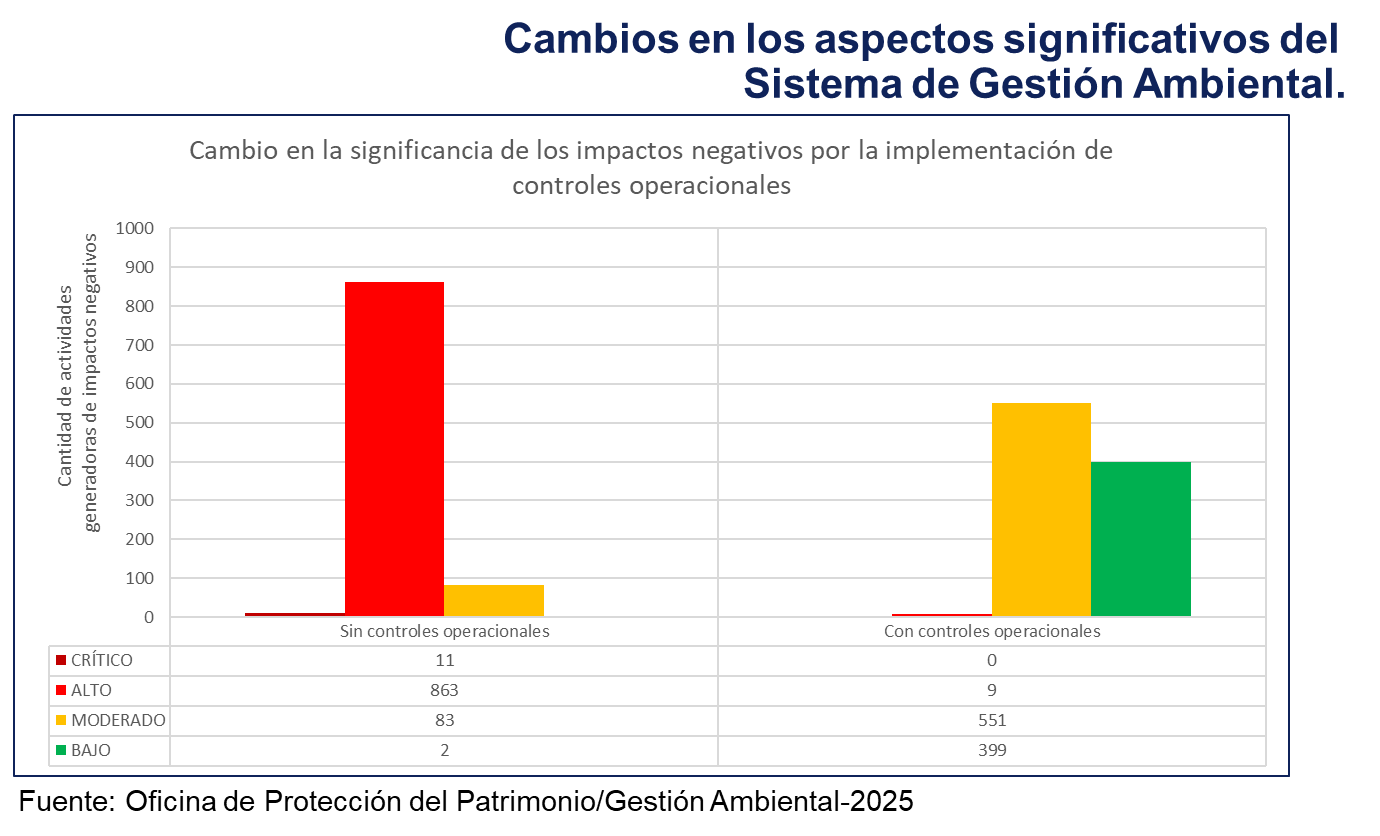 Cambios en los aspectos significativos del
Sistema de Gestión Ambiental.
Cambio en la significancia de los impactos negativos por la implementación de
controles operacionales
Cantidad de actividades
generadoras de impactos negativos
1000
900
800
700
600
500
400
300
200
100
0
Sin controles operacionales Con controles operacionales
CRÍTICO 11 0
ALTO 863 9
MODERADO 83 551
BAJO 2 399
Fuente: Oficina de Protección del Patrimonio/Gestión Ambiental-2025